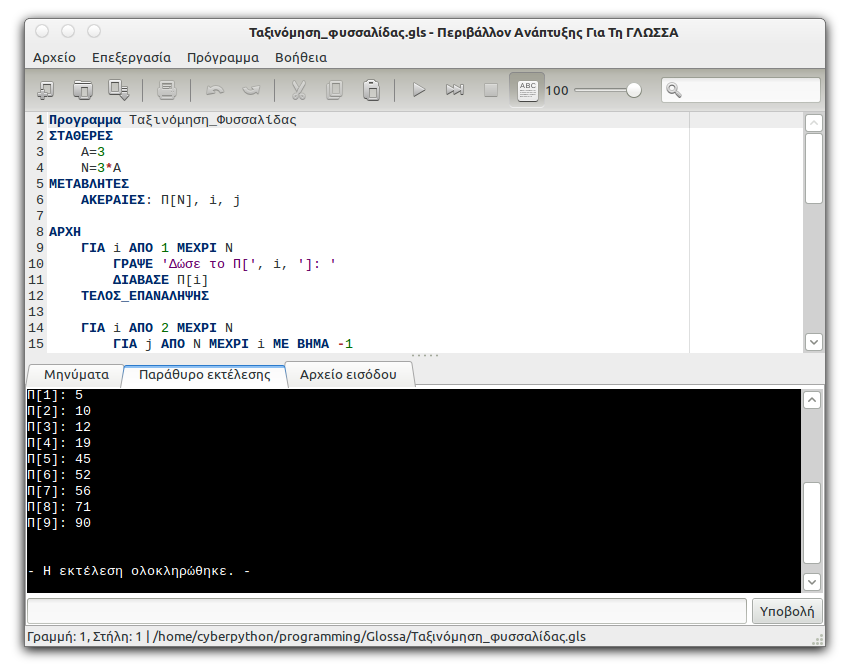 Ταξινόμηση_φυσσαλίδας.gls - Περιβάλλον Ανάπτυξης Για Τη ΓΛΩΣΣΑ
Αρχείο Επεξεργασία Πρόγραμμα Βοήθεια
ABC 100
1 Προγραμμα Ταξινόμηση_Φυσσαλίδας
2 ΣΤΑΘΕΡΕΣ
3 Α=3
4 Ν=3*Α
5 ΜΕΤΑΒΛΗΤΕΣ
6 ΑΚΕΡΑΙΕΣ: Π[Ν], i, j
7
8 ΑΡΧΗ
9 ΓΙΑ i ΑΠΟ 1 ΜΕΧΡΙ Ν
10 ΓΡΑΨΕ 'Δώσε το Π[', i, ']: '
11 ΔΙΑΒΑΣΕ Π[i]
12 ΤΕΛΟΣ_ΕΠΑΝΑΛΗΨΗΣ
13
14 ΓΙΑ i ΑΠΟ 2 ΜΕΧΡΙ Ν
15 ΓΙΑ j ΑΠΟ Ν ΜΕΧΡΙ i ΜΕ ΒΗΜΑ -1
Μηνύματα Παράθυρο εκτέλεσης Αρχείο εισόδου
Π[1]: 5
Π[2]: 10
Π[3]: 12
Π[4]: 19
Π[5]: 45
Π[6]: 52
Π[7]: 56
Π[8]: 71
Π[9]: 90
- Η εκτέλεση ολοκληρώθηκε. -
Υποβολή
Γραμμή: 1, Στήλη: 1 | /home/cyberpython/programming/Glossa/Ταξινόμηση_φυσσαλίδας.gls